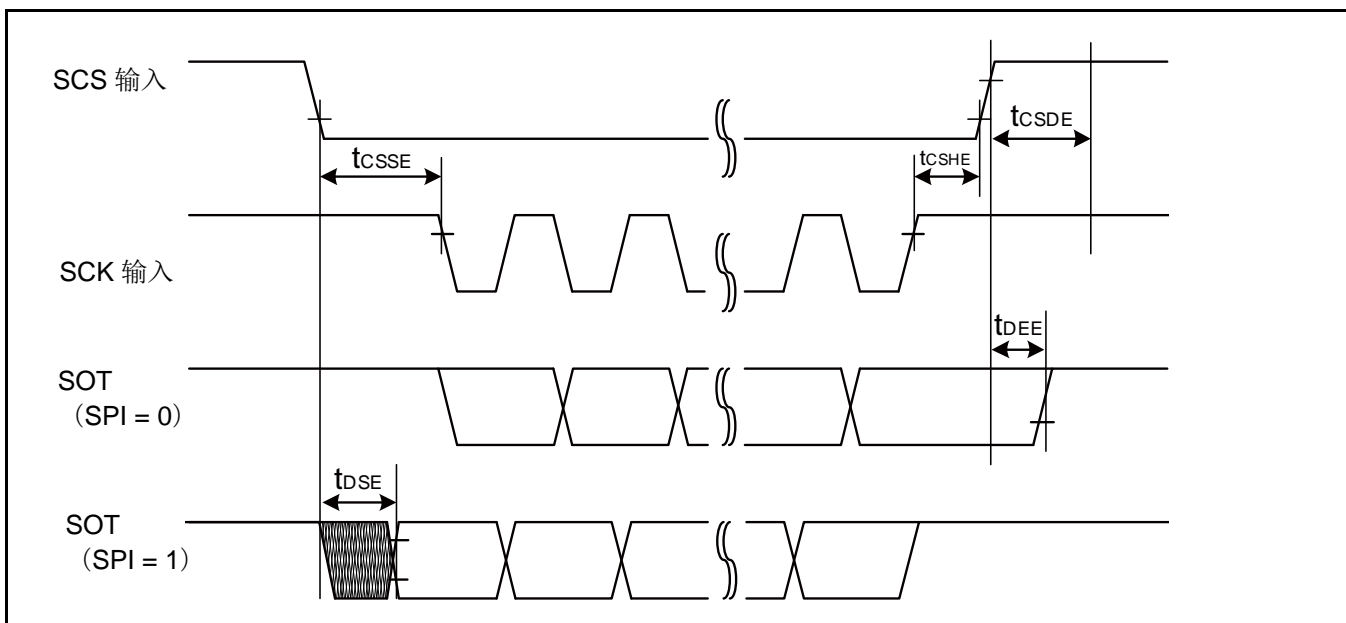 SCS 输入
tCSDE
tCSSE
tCSHE
SCK 输入
tDEE
SOT
（SPI = 0）
tDSE
SOT
（SPI = 1）